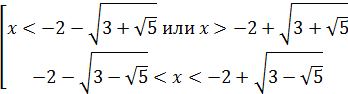 x < −2 − √(3 + √5) или x > −2 + √(3 + √5)
−2 − √(3 − √5) < x < −2 + √(3 − √5)